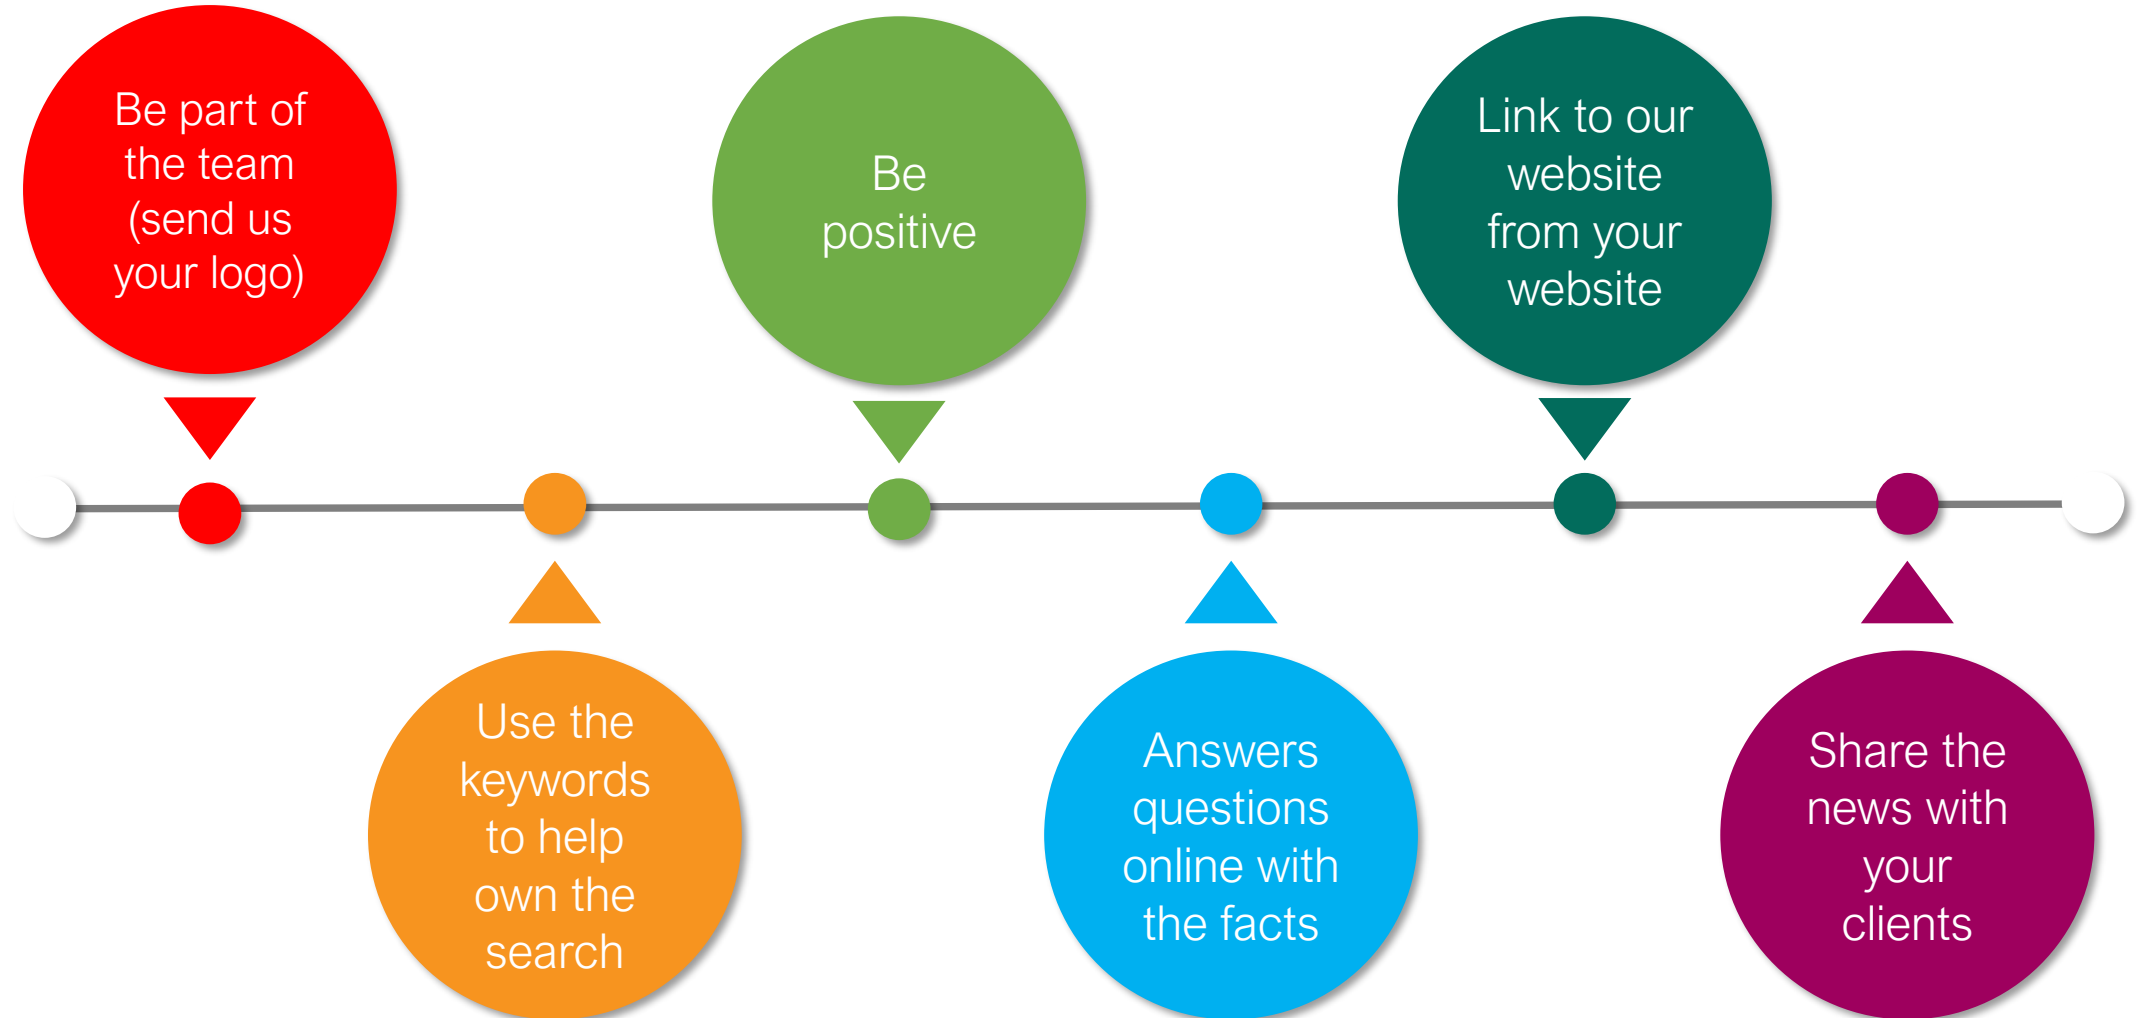 Be part of
the team
(send us
your logo)
Use the
keywords
to help
own the
search
Be
positive
Answers
questions
online with
the facts
Link to our
website
from your
website
Share the
news with
your
clients